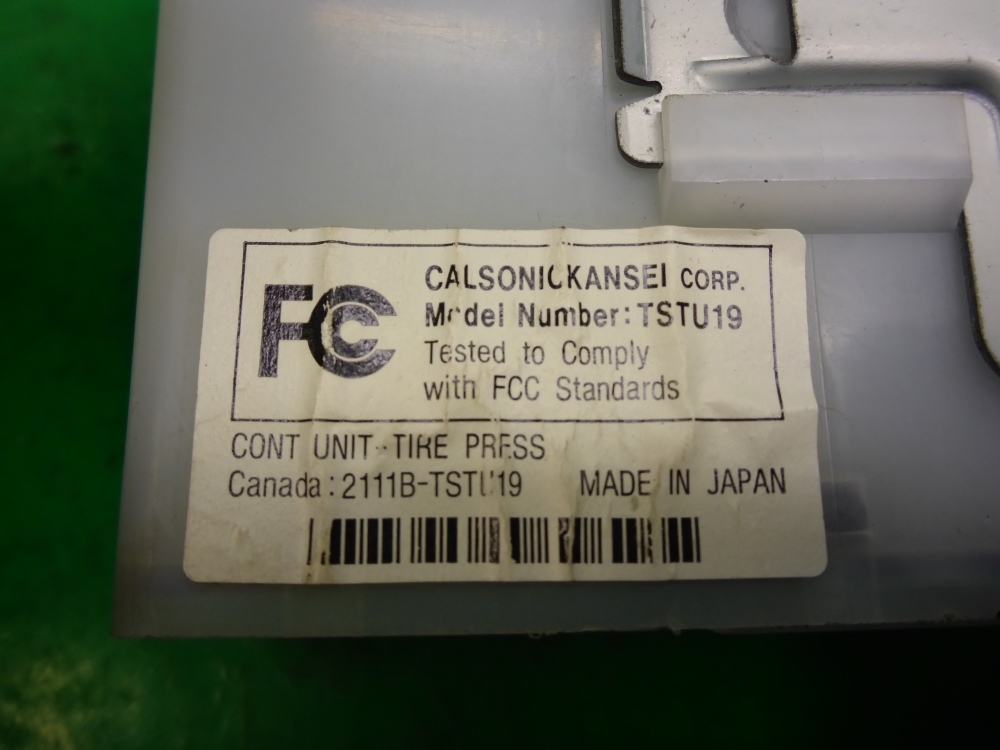 FC CALSONICKANSEI CORP.
Model Number:TSTU19
Tested to Comply
with FCC Standards
CONT UNIT-TIRE PRESS
Canada:2111B-TSTU19 MADE IN JAPAN